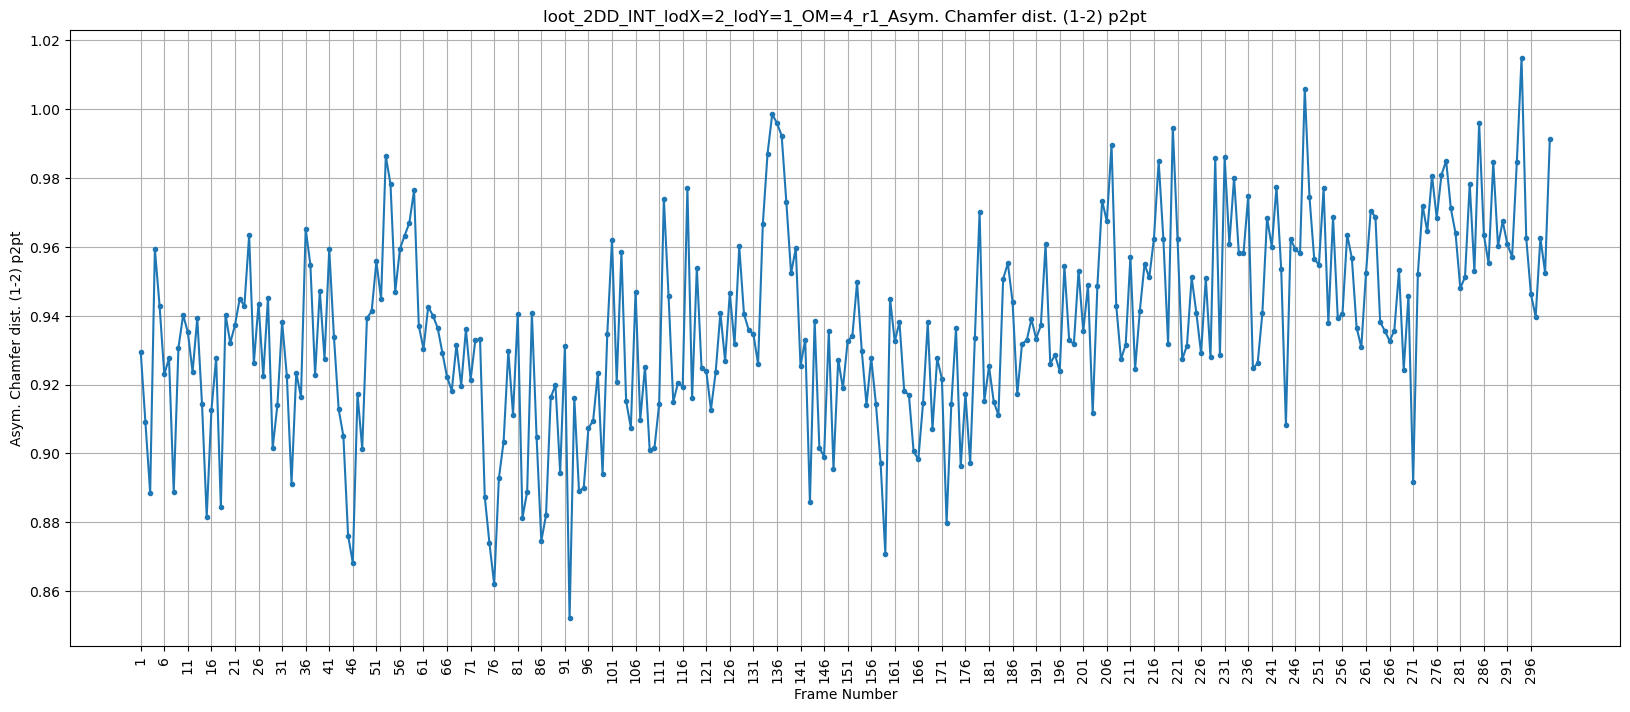 loot_2DD_INT_lodX=2_lodY=1_OM=4_r1_Asym. Chamfer dist. (1-2) p2pt
Asym. Chamfer dist. (1-2) p2pt
1.02
1.00
0.98
0.96
0.94
0.92
0.90
0.88
0.86
1 6 11 16 21 26 31 36 41 46 51 56 61 66 71 76 81 86 91 96 101 106 111 116 121 126 131 136 141 146 151 156 161 166 171 176 181 186 191 196 201 206 211 216 221 226 231 236 241 246 251 256 261 266 271 276 281 286 291 296
Frame Number